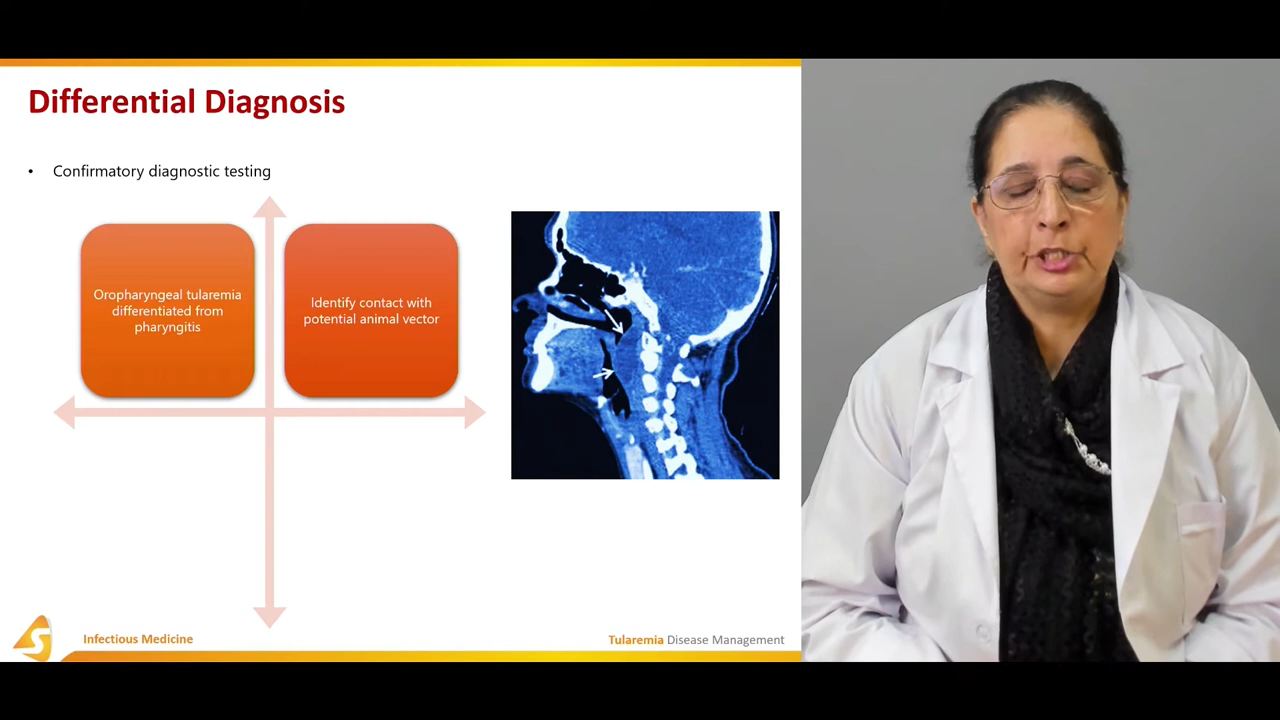 Differential Diagnosis
• Confirmatory diagnostic testing
Oropharyngeal tularemia
differentiated from
pharyngitis
Identify contact with
potential animal vector
Infectious Medicine
Tularemia Disease Management